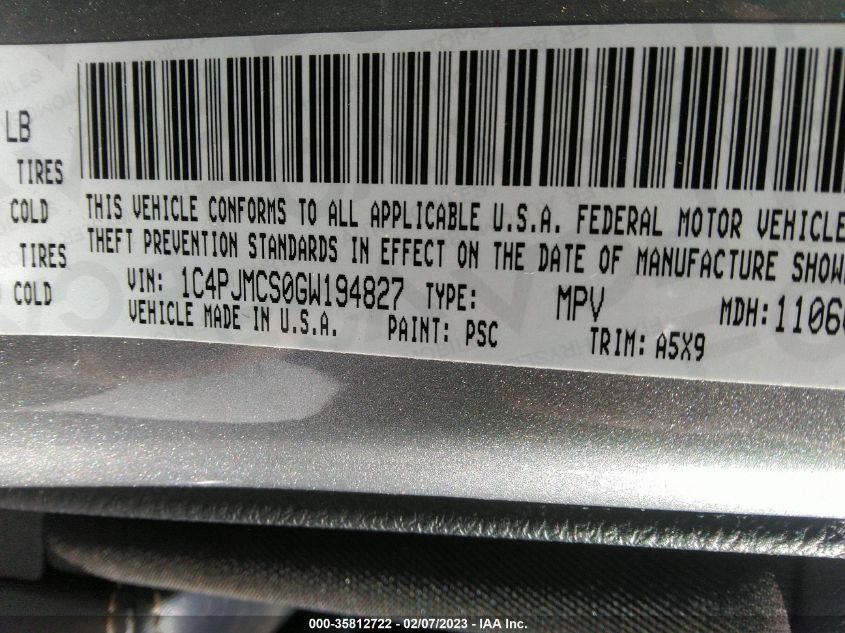 LB
TIRES
COLD
TIRES
COLD
THIS VEHICLE CONFORMS TO ALL APPLICABLE U.S.A. FEDERAL MOTOR VEHICLE
THEFT PREVENTION STANDARDS IN EFFECT ON THE DATE OF MANUFACTURE SHOW
VIN: 1C4PJMCS0GW194827 TYPE: MPV MDH: 1106
VEHICLE MADE IN U.S.A. PAINT: PSC TRIM: A5X9
000-35812722 - 02/07/2023 - IAA Inc.